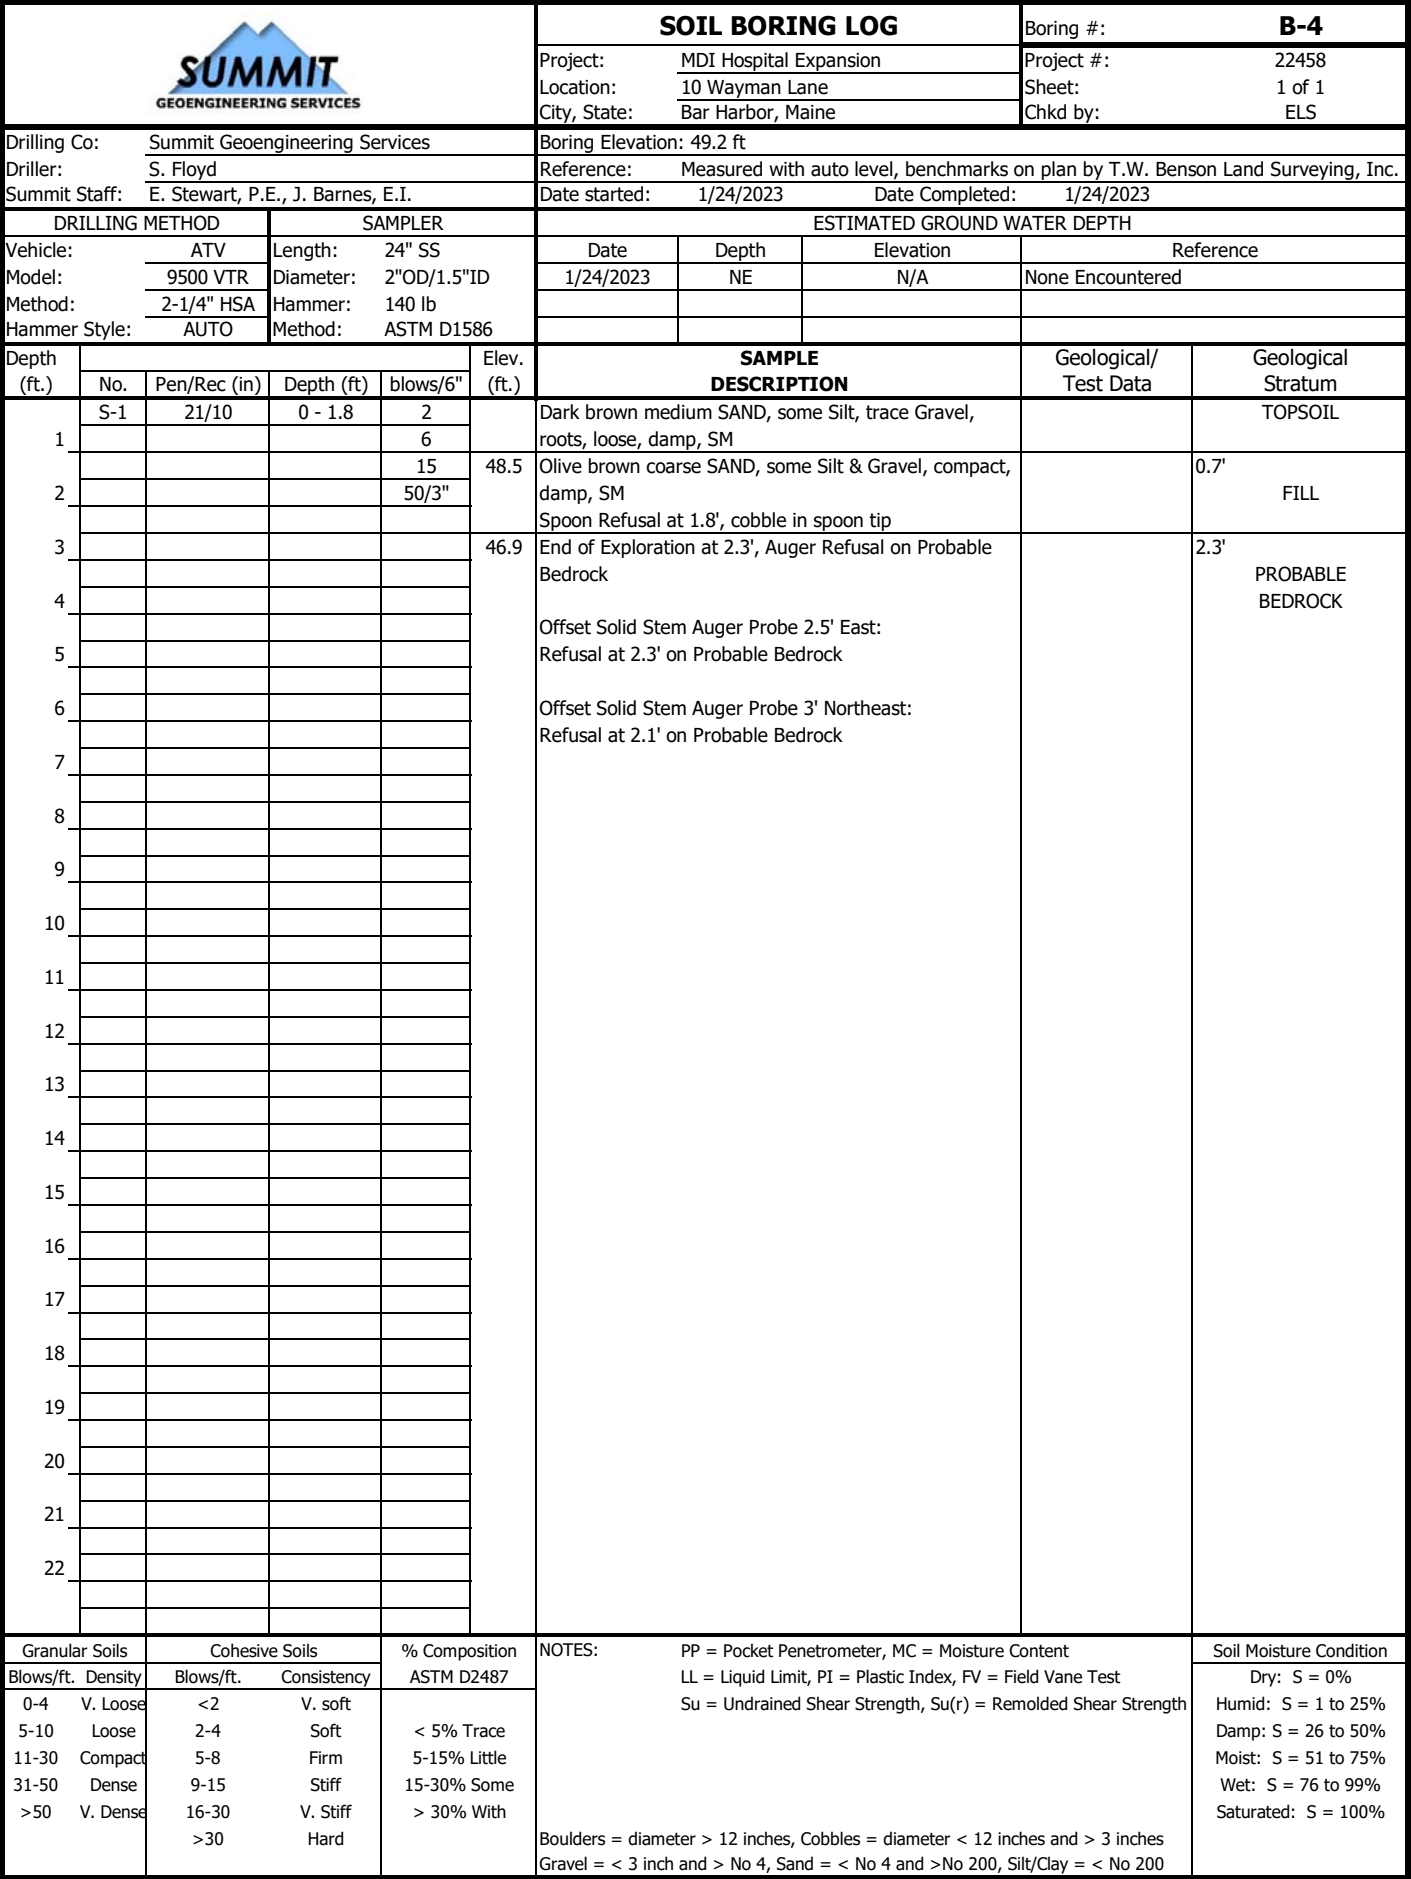 SUMMIT
GEOENGINEERING SERVICES
SOIL BORING LOG
Boring #: B-4
Project: MDI Hospital Expansion
Project #: 22458
Location: 10 Wayman Lane
Sheet: 1 of 1
City, State: Bar Harbor, Maine
Chkd by: ELS
Drilling Co: Summit Geoengineering Services
Boring Elevation: 49.2 ft
Driller: S. Floyd
Reference: Measured with auto level, benchmarks on plan by T.W. Benson Land Surveying, Inc.
Summit Staff: E. Stewart, P.E., J. Barnes, E.I.
Date started: 1/24/2023 Date Completed: 1/24/2023
DRILLING METHOD SAMPLER ESTIMATED GROUND WATER DEPTH
Vehicle: ATV Length: 24" SS Date Depth Elevation Reference
Model: 9500 VTR Diameter: 2"OD/1.5"ID 1/24/2023 NE N/A None Encountered
Method: 2-1/4" HSA Hammer: 140 lb
Hammer Style: AUTO Method: ASTM D1586
Depth Elev. SAMPLE Geological/ Geological
(ft.) No. Pen/Rec (in) Depth (ft) blows/6" (ft.) DESCRIPTION Test Data Stratum
S-1 21/10 0 - 1.8 2 Dark brown medium SAND, some Silt, trace Gravel, TOPSOIL
1 6 roots, loose, damp, SM
15 48.5 Olive brown coarse SAND, some Silt & Gravel, compact, 0.7'
2 50/3" damp, SM FILL
Spoon Refusal at 1.8', cobble in spoon tip
3 46.9 End of Exploration at 2.3', Auger Refusal on Probable 2.3'
Bedrock PROBABLE
4 BEDROCK
Offset Solid Stem Auger Probe 2.5' East:
5 Refusal at 2.3' on Probable Bedrock
6 Offset Solid Stem Auger Probe 3' Northeast:
Refusal at 2.1' on Probable Bedrock
7
8
9
10
11
12
13
14
15
16
17
18
19
20
21
22
Granular Soils Cohesive Soils % Composition NOTES: PP = Pocket Penetrometer, MC = Moisture Content Soil Moisture Condition
Blows/ft. Density Blows/ft. Consistency ASTM D2487 LL = Liquid Limit, PI = Plastic Index, FV = Field Vane Test Dry: S = 0%
0-4 V. Loose <2 V. soft Su = Undrained Shear Strength, Su(r) = Remolded Shear Strength Humid: S = 1 to 25%
5-10 Loose 2-4 Soft < 5% Trace Damp: S = 26 to 50%
11-30 Compact 5-8 Firm 5-15% Little Moist: S = 51 to 75%
31-50 Dense 9-15 Stiff 15-30% Some Wet: S = 76 to 99%
>50 V. Dense 16-30 V. Stiff > 30% With Saturated: S = 100%
>30 Hard Boulders = diameter > 12 inches, Cobbles = diameter < 12 inches and > 3 inches
Gravel = < 3 inch and > No 4, Sand = < No 4 and >No 200, Silt/Clay = < No 200